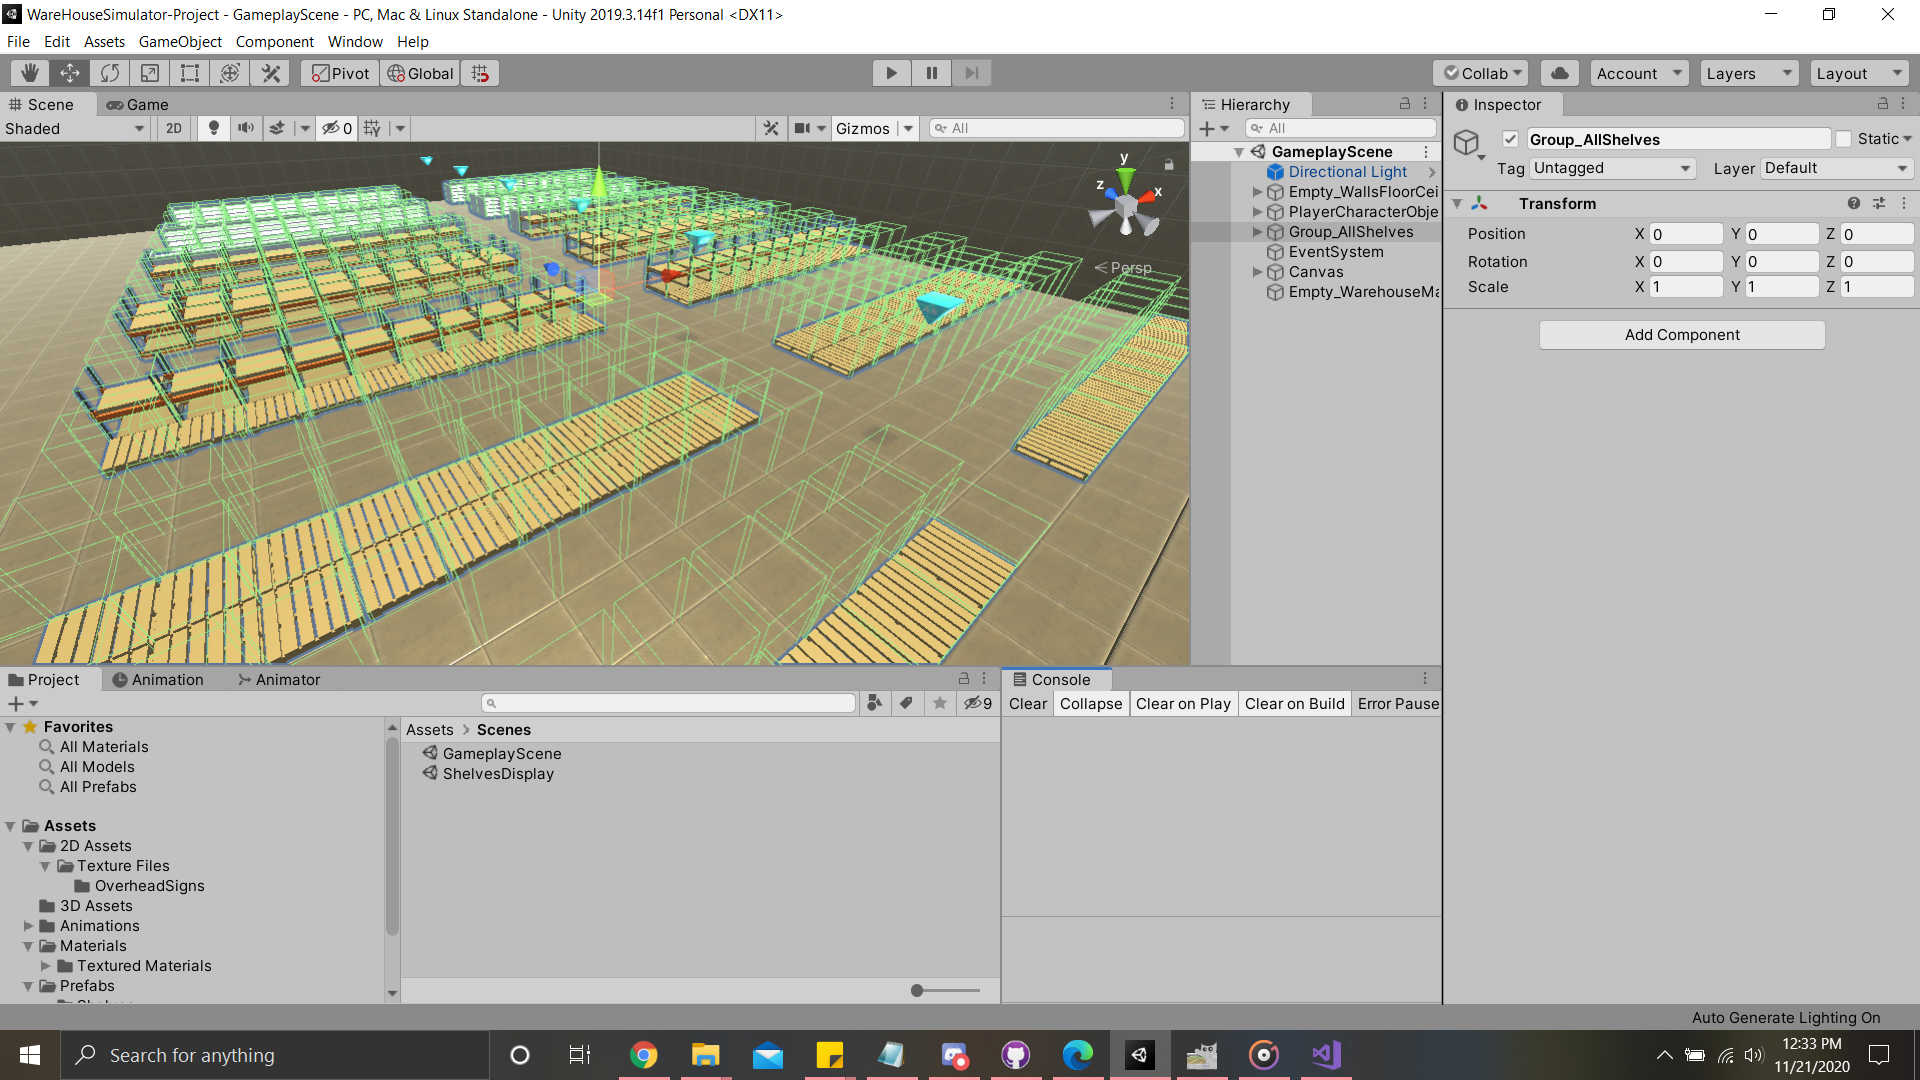 WareHouseSimulator-Project - GameplayScene - PC, Mac & Linux Standalone - Unity 2019.3.14f1 Personal <DX11>
File Edit Assets GameObject Component Window Help
Pivot Global Collab Account Layers Layout
Scene Game
Shaded 2D 0 Gizmos All
y
z x
Persp
Hierarchy
All
GameplayScene
Directional Light
Empty_WallsFloorCei
PlayerCharacterObje
Group_AllShelves
EventSystem
Canvas
Empty_WarehouseMa
Inspector
Group_AllShelves Static
Tag Untagged Layer Default
Transform
Position X 0 Y 0 Z 0
Rotation X 0 Y 0 Z 0
Scale X 1 Y 1 Z 1
Add Component
Project Animation Animator
9
Favorites
All Materials
All Models
All Prefabs
Assets
2D Assets
Texture Files
OverheadSigns
3D Assets
Animations
Materials
Textured Materials
Prefabs
Assets > Scenes
GameplayScene
ShelvesDisplay
Console
Clear Collapse Clear on Play Clear on Build Error Pause
Auto Generate Lighting On
Search for anything
12:33 PM
11/21/2020